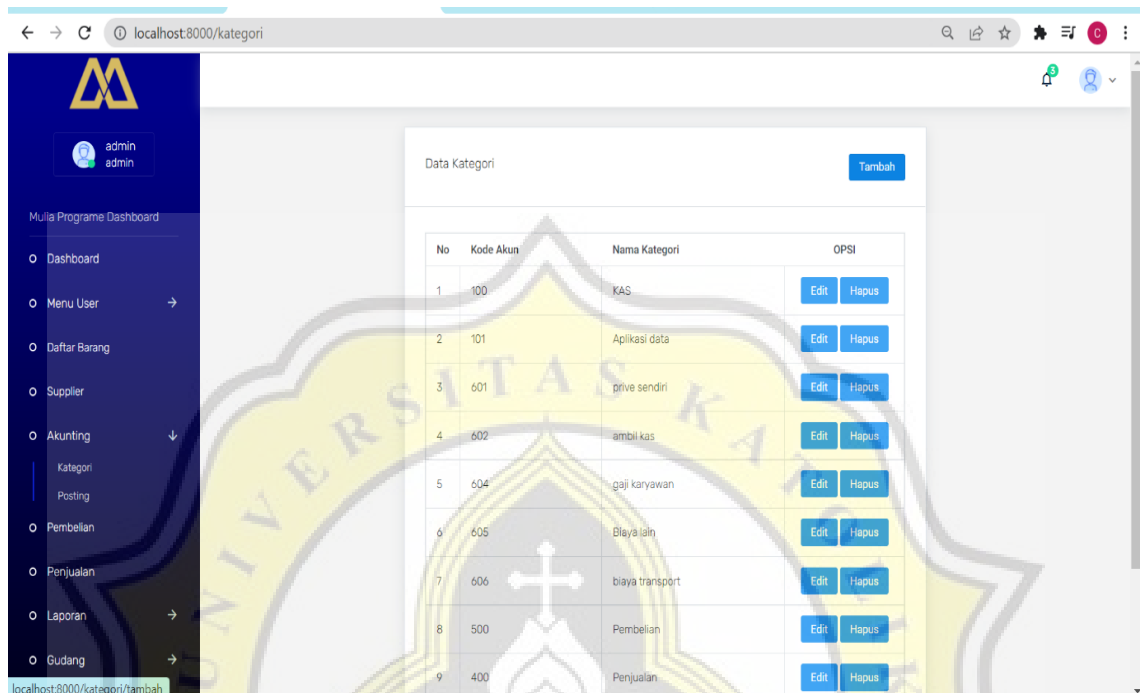 localhost:8000/kategori
C
3
admin
admin
Mulia Programe Dashboard
Dashboard
Menu User
Daftar Barang
Supplier
Akunting
Kategori
Posting
Pembelian
Penjualan
Laporan
Gudang
localhost:8000/kategori/tambah
Data Kategori
Tambah
No Kode Akun Nama Kategori OPSI
1 100 KAS Edit Hapus
2 101 Aplikasi data Edit Hapus
3 601 prive sendiri Edit Hapus
4 602 ambil kas Edit Hapus
5 604 gaji karyawan Edit Hapus
6 605 Biaya lain Edit Hapus
7 606 biaya transport Edit Hapus
8 500 Pembelian Edit Hapus
9 400 Penjualan Edit Hapus